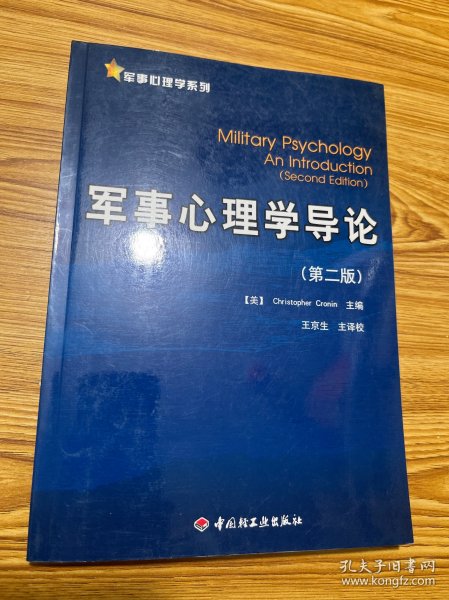 军事心理学系列
Military Psychology
An Introduction
(Second Edition)
军事心理学导论
(第二版)
【美】 Christopher Cronin 主编
王京生 主译校
中国轻工业出版社
孔夫子旧书网
www.kongfz.com